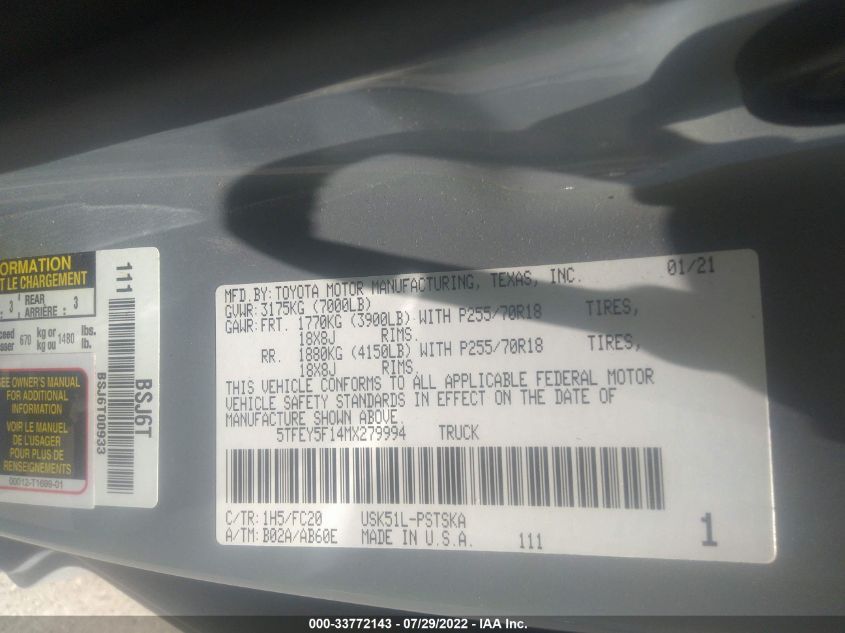 ORMATION
T LE CHARGEMENT
: 3 REAR ARRIÈRE : 3
670 kg or kg ou 1480 lbs. lb.
SEE OWNER'S MANUAL
FOR ADDITIONAL
INFORMATION
VOIR LE MANUEL
DE L'USAGER
POUR PLUS DE
RENSEIGNEMENTS
00012-T1699-01
111
BSJ6T
BSJ6T00933
MFD. BY: TOYOTA MOTOR MANUFACTURING, TEXAS, INC. 01/21
GVWR: 3175KG (7000LB)
GAWR: FRT. 1770KG (3900LB) WITH P255/70R18 TIRES,
18X8J RIMS.
RR. 1880KG (4150LB) WITH P255/70R18 TIRES,
18X8J RIMS.
THIS VEHICLE CONFORMS TO ALL APPLICABLE FEDERAL MOTOR
VEHICLE SAFETY STANDARDS IN EFFECT ON THE DATE OF
MANUFACTURE SHOWN ABOVE.
5TFEY5F14MX279994 TRUCK
C/TR: 1H5/FC20 USK51L-PSTSKA
A/TM: B02A/AB60E MADE IN U.S.A. 111 1
000-33772143 - 07/29/2022 - IAA Inc.